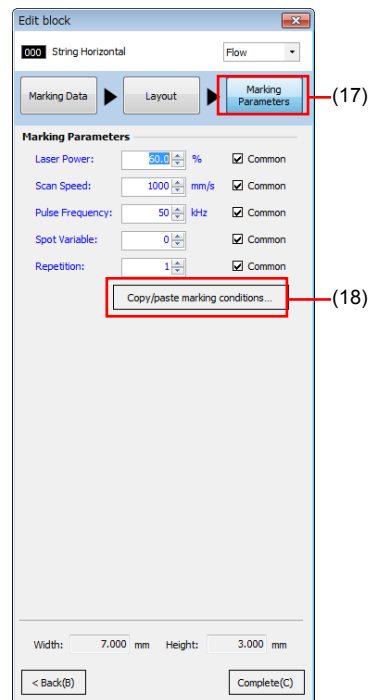 Edit block
000 String Horizontal Flow
Marking Data Layout Marking Parameters (17)
Marking Parameters
Laser Power: 60.0 % Common
Scan Speed: 1000 mm/s Common
Pulse Frequency: 50 kHz Common
Spot Variable: 0 Common
Repetition: 1 Common
Copy/paste marking conditions... (18)
Width: 7.000 mm Height: 3.000 mm
< Back(B) Complete(C)